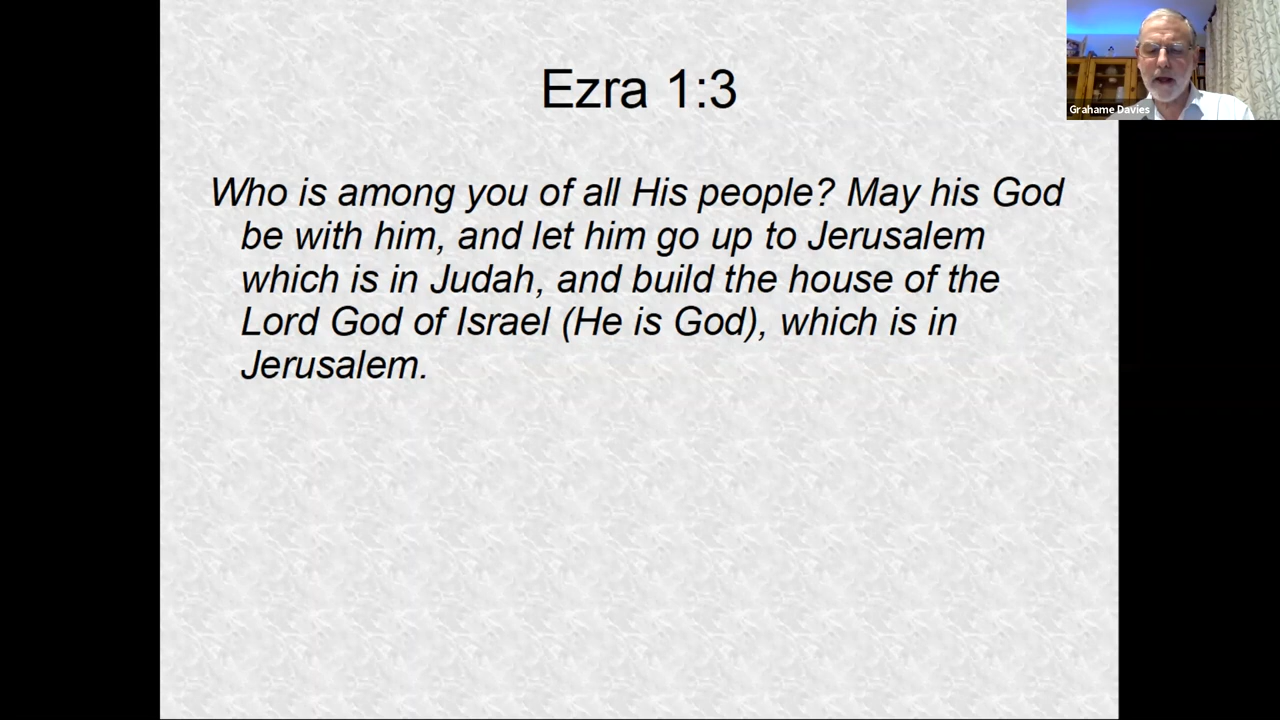 Ezra 1:3
Grahame Davies
Who is among you of all His people? May his God
be with him, and let him go up to Jerusalem
which is in Judah, and build the house of the
Lord God of Israel (He is God), which is in
Jerusalem.